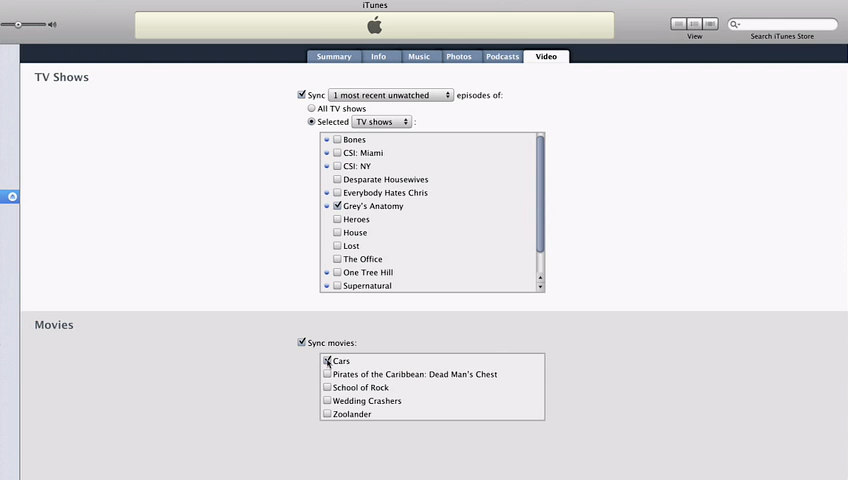 iTunes
View
Search iTunes Store
Summary Info Music Photos Podcasts Video
TV Shows
Sync 1 most recent unwatched episodes of:
All TV shows
Selected TV shows :
Bones
CSI: Miami
CSI: NY
Desperate Housewives
Everybody Hates Chris
Grey's Anatomy
Heroes
House
Lost
The Office
One Tree Hill
Supernatural
Movies
Sync movies:
Cars
Pirates of the Caribbean: Dead Man's Chest
School of Rock
Wedding Crashers
Zoolander